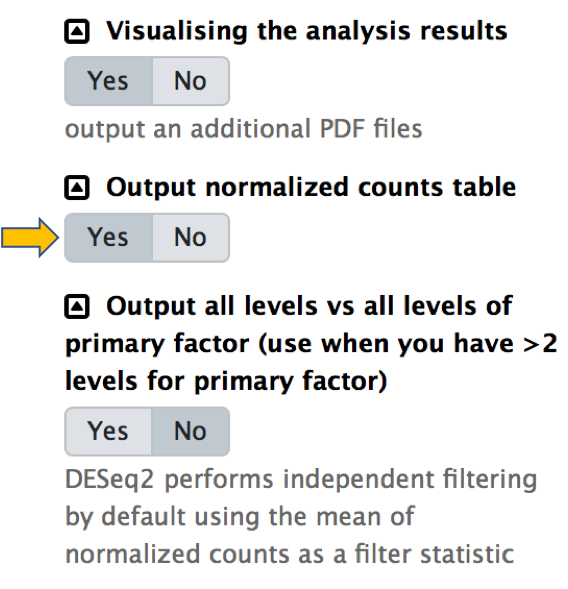 Visualising the analysis results
Yes No
output an additional PDF files
Output normalized counts table
Yes No
Output all levels vs all levels of
primary factor (use when you have >2
levels for primary factor)
Yes No
DESeq2 performs independent filtering
by default using the mean of
normalized counts as a filter statistic